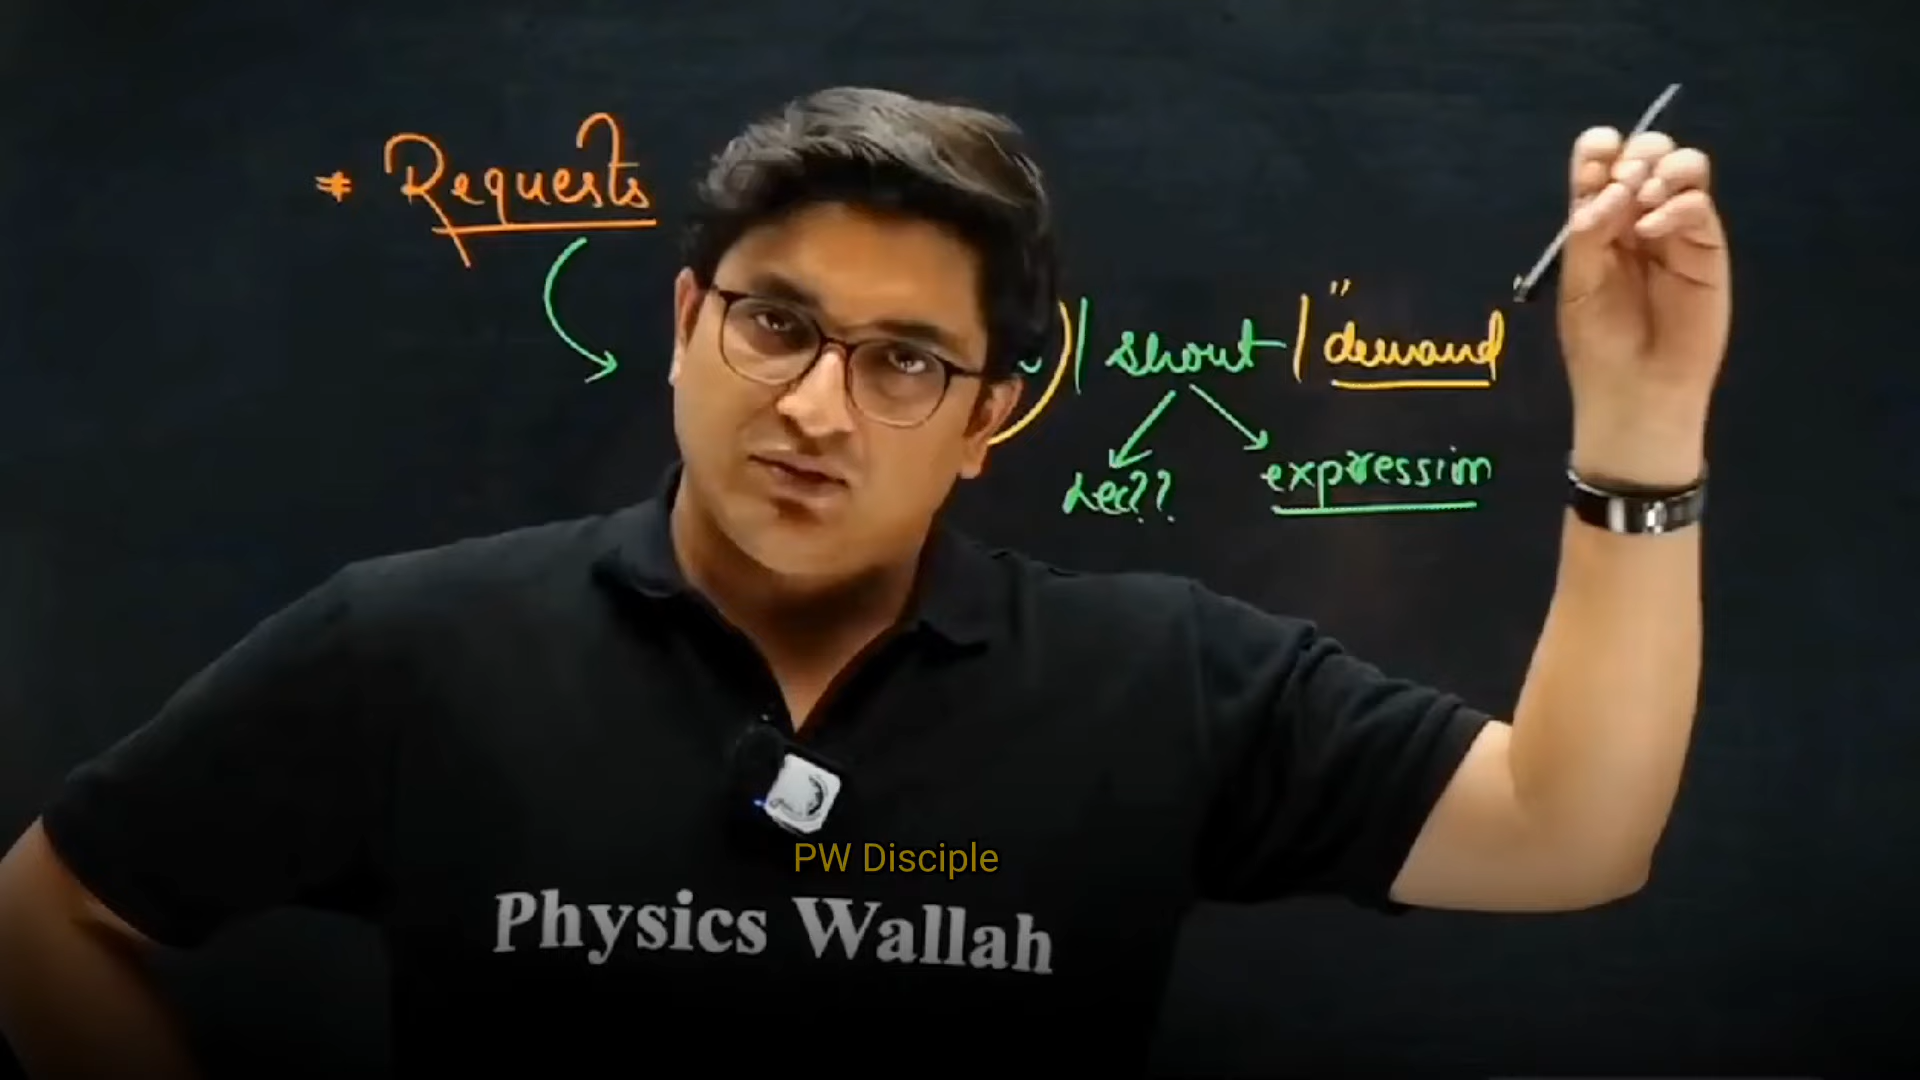 * Requests
/ shout / "demand"
expression
PW Disciple
Physics Wallah